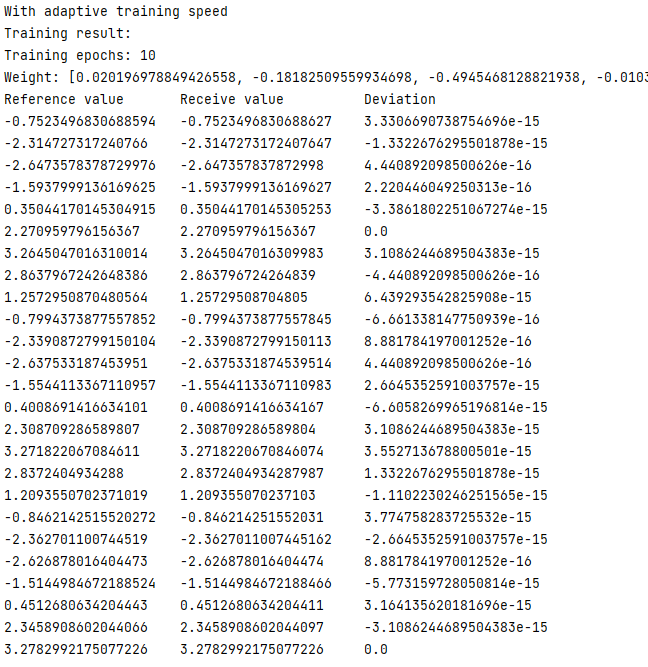 With adaptive training speed
Training result:
Training epochs: 10
Weight: [0.020196978849426558, -0.18182509559934698, -0.4945468128821938, -0.0103
Reference value Receive value Deviation
-0.7523496830688594 -0.7523496830688627 3.3306690738754696e-15
-2.314727317240766 -2.3147273172407647 -1.3322676295501878e-15
-2.6473578378729976 -2.647357837872998 4.440892098500626e-16
-1.5937999136169625 -1.5937999136169627 2.220446049250313e-16
0.35044170145304915 0.35044170145305253 -3.3861802251067274e-15
2.270959796156367 2.270959796156367 0.0
3.2645047016310014 3.2645047016309983 3.1086244689504383e-15
2.8637967242648386 2.863796724264839 -4.440892098500626e-16
1.2572950870480564 1.25729508704805 6.439293542825908e-15
-0.7994373877557852 -0.7994373877557845 -6.661338147750939e-16
-2.3390872799150104 -2.3390872799150113 8.881784197001252e-16
-2.637533187453951 -2.6375331874539514 4.440892098500626e-16
-1.5544113367110957 -1.5544113367110983 2.6645352591003757e-15
0.4008691416634101 0.4008691416634167 -6.6058269965196814e-15
2.308709286589807 2.308709286589804 3.1086244689504383e-15
3.271822067084611 3.2718220670846074 3.552713678800501e-15
2.8372404934288 2.8372404934287987 1.3322676295501878e-15
1.2093550702371019 1.209355070237103 -1.1102230246251565e-15
-0.8462142515520272 -0.846214251552031 3.774758283725532e-15
-2.362701100744519 -2.3627011007445162 -2.6645352591003757e-15
-2.626878016404473 -2.626878016404474 8.881784197001252e-16
-1.5144984672188524 -1.5144984672188466 -5.773159728050814e-15
0.4512680634204443 0.4512680634204411 3.164135620181696e-15
2.3458908602044066 2.3458908602044097 -3.1086244689504383e-15
3.2782992175077226 3.2782992175077226 0.0